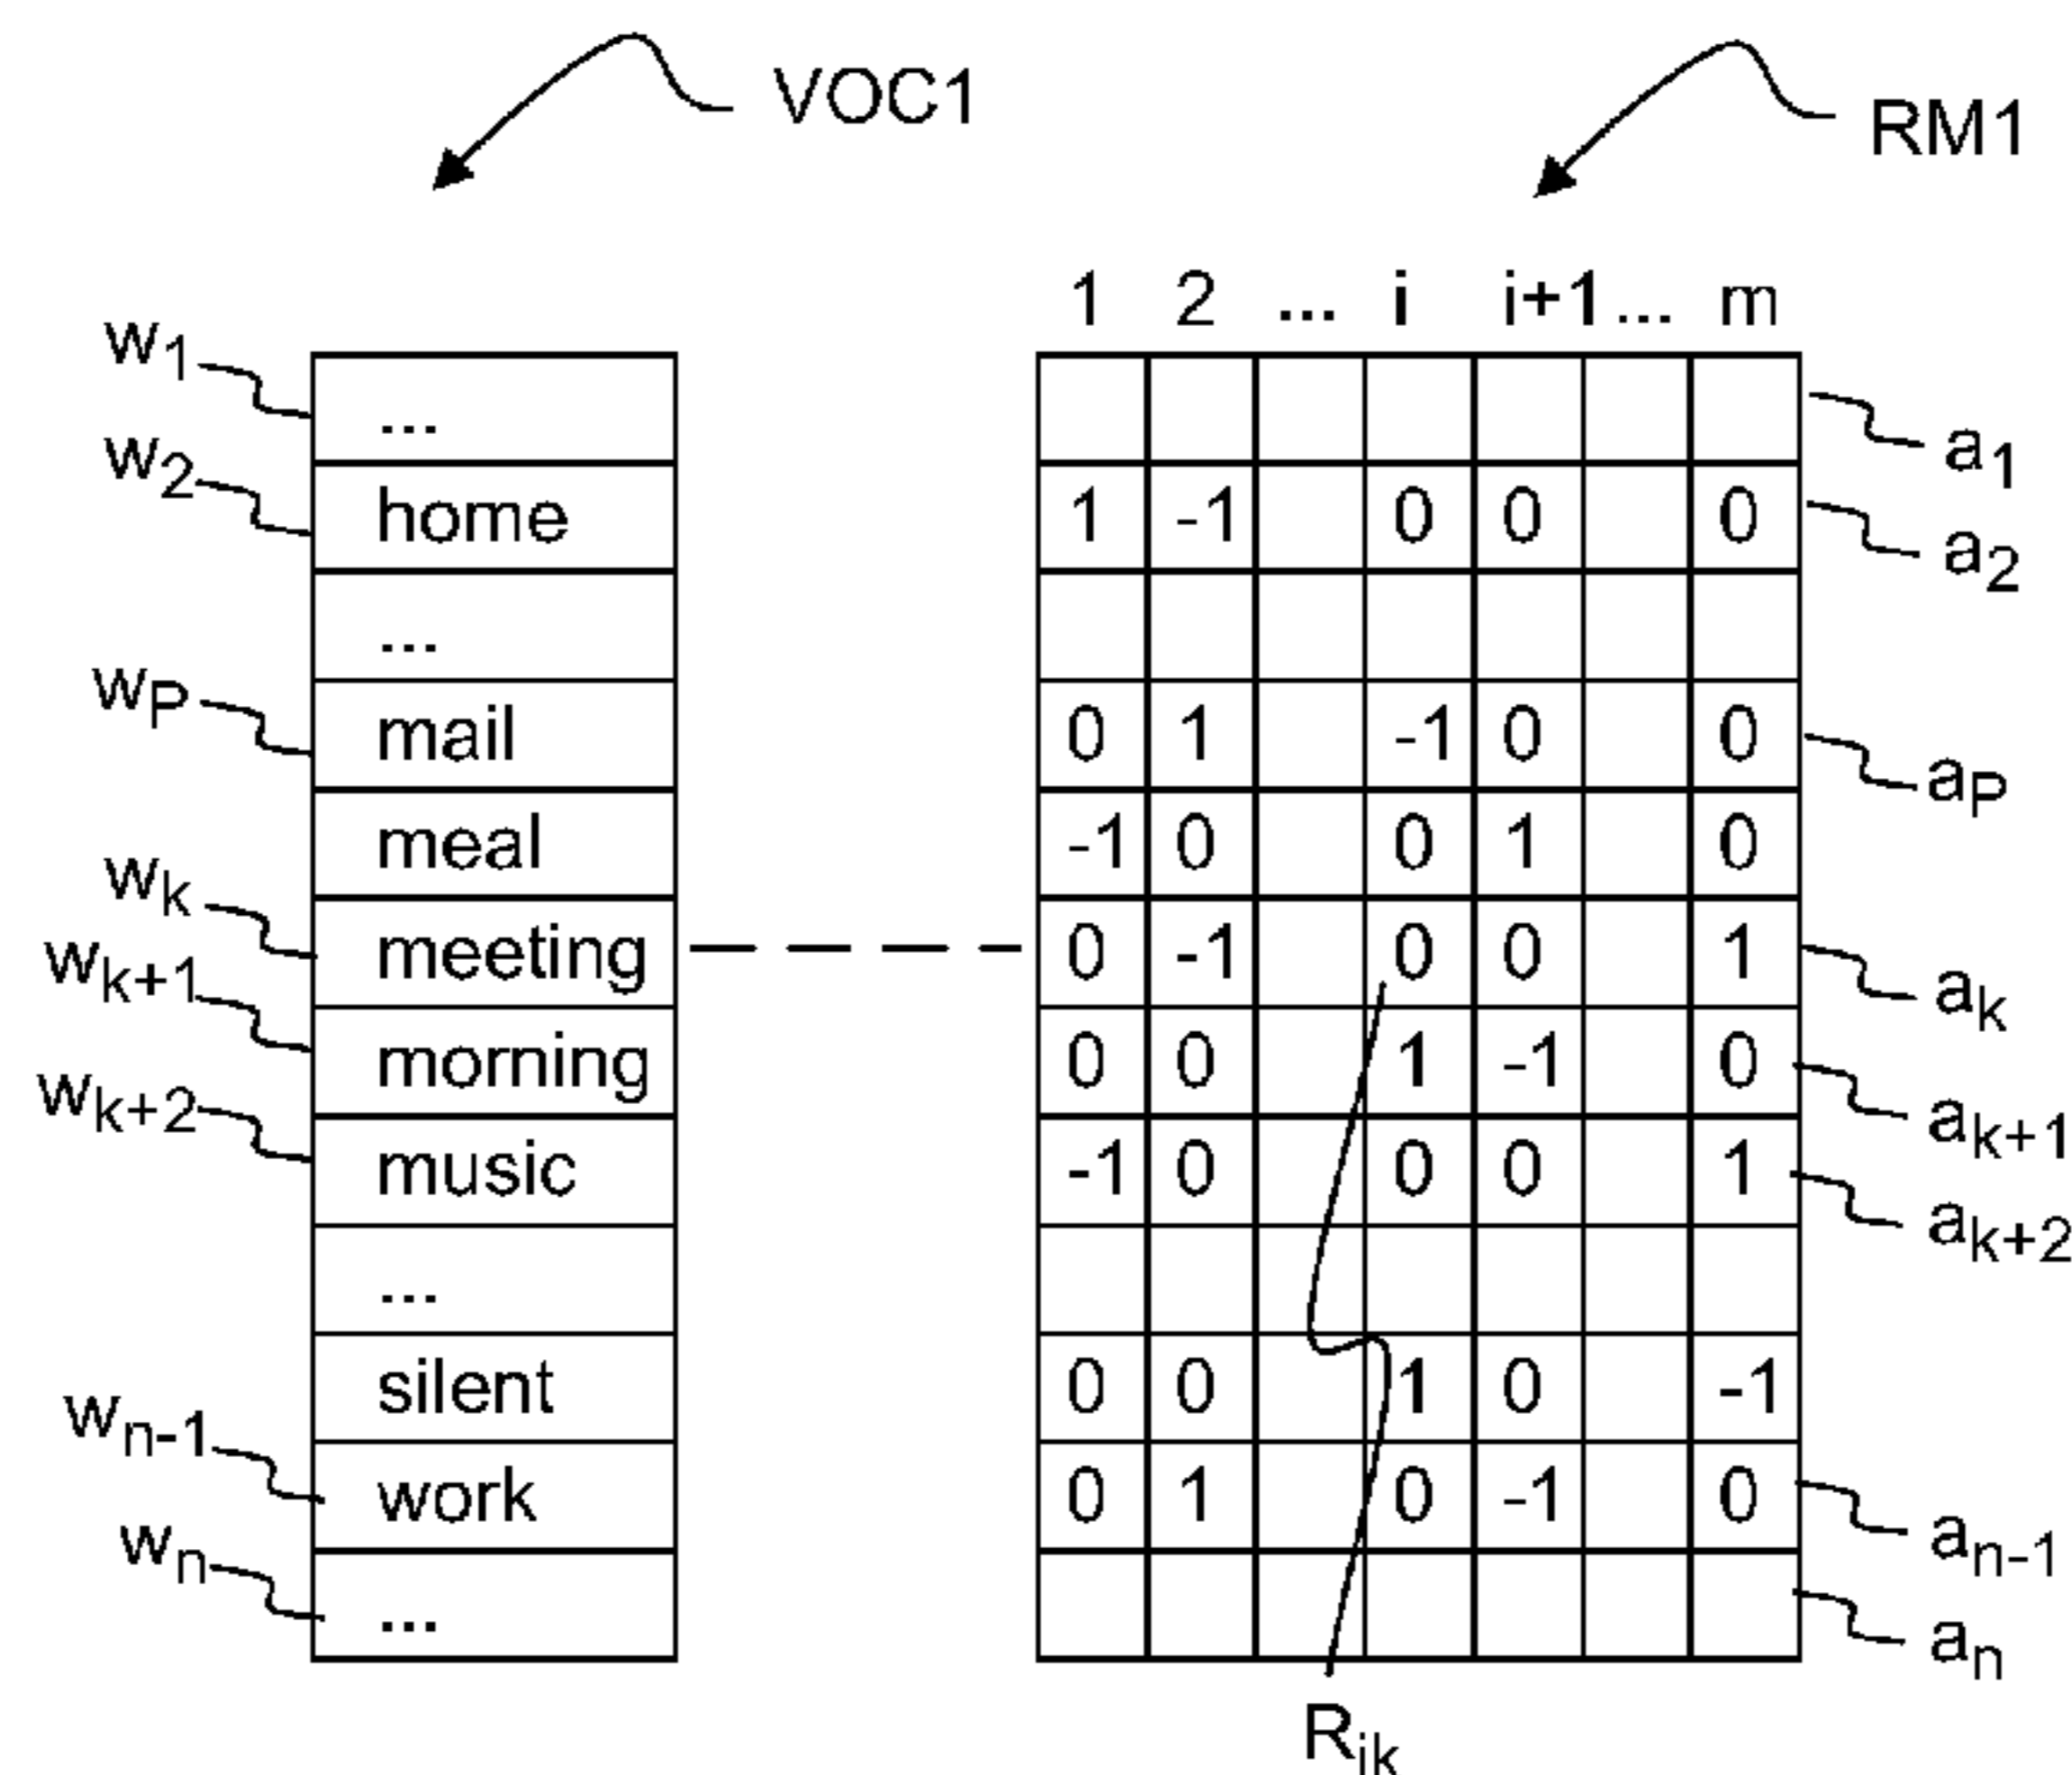 VOC1 RM1
1 2 ... i i+1 ... m
w1 ... a1
w2 home 1 -1 0 0 0 a2
...
wP mail 0 1 -1 0 0 aP
meal -1 0 0 1 0
wk meeting 0 -1 0 0 1 ak
wk+1 morning 0 0 1 -1 0 ak+1
wk+2 music -1 0 0 0 1 ak+2
...
silent 0 0 1 0 -1
wn-1 work 0 1 0 -1 0 an-1
wn ... an
Rik